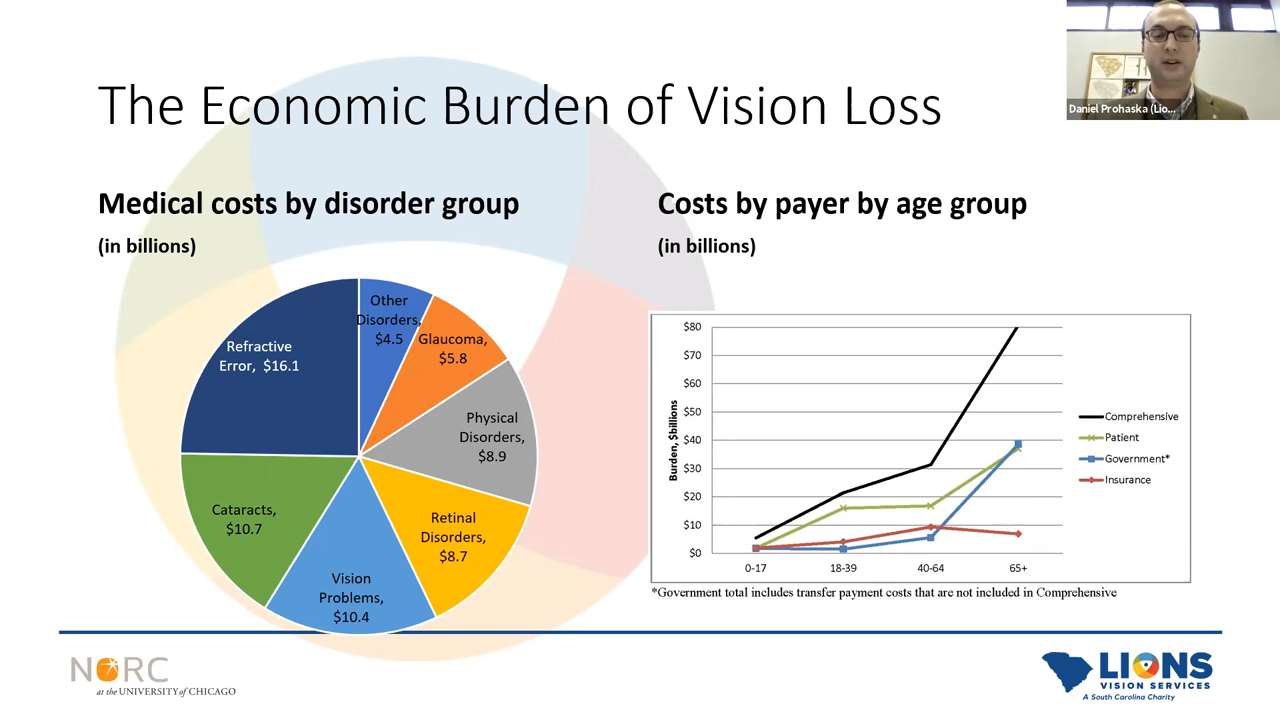 The Economic Burden of Vision Loss
Daniel Prohaska (Lio...
Medical costs by disorder group
(in billions)
Other
Disorders,
$4.5
Glaucoma,
$5.8
Refractive
Error, $16.1
Physical
Disorders,
$8.9
Cataracts,
$10.7
Retinal
Disorders,
$8.7
Vision
Problems,
$10.4
Costs by payer by age group
(in billions)
Burden, $billions
$80
$70
$60
$50
$40
$30
$20
$10
$0
0-17 18-39 40-64 65+
Comprehensive
Patient
Government*
Insurance
*Government total includes transfer payment costs that are not included in Comprehensive
NORC
at the UNIVERSITY of CHICAGO
LIONS
VISION SERVICES
A South Carolina Charity